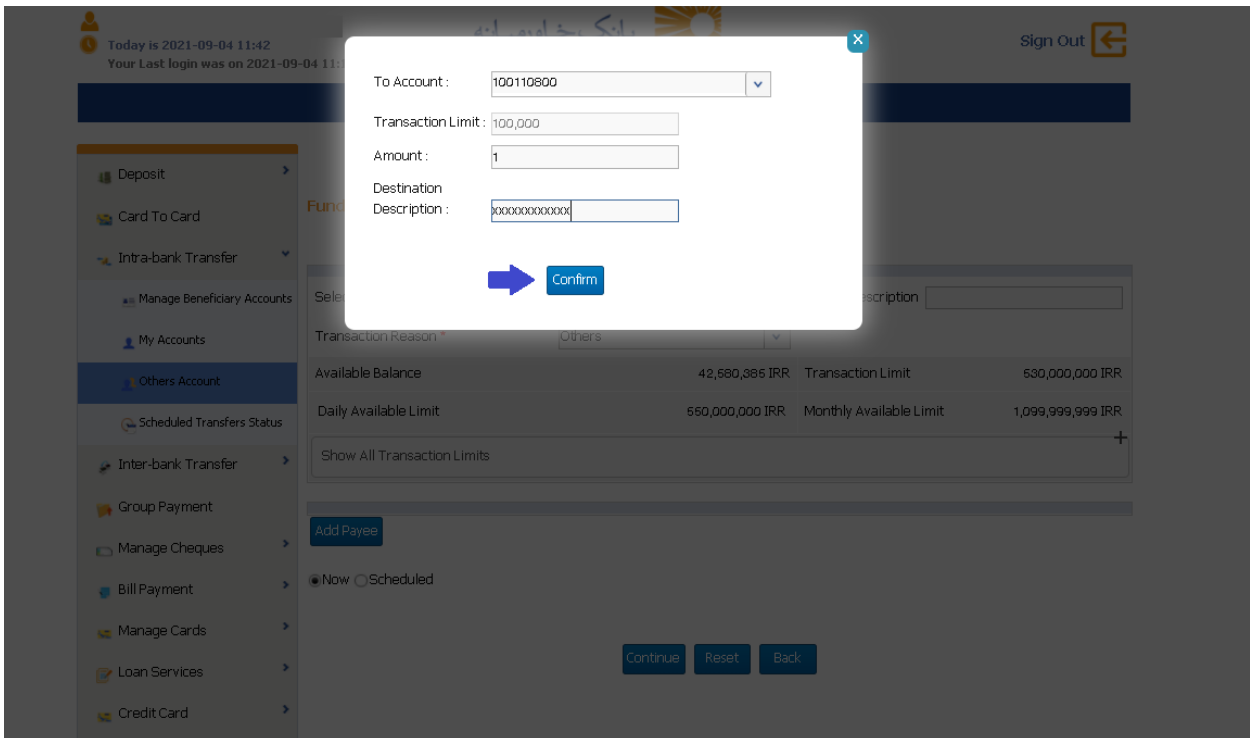 Today is 2021-09-04 11:42
Your Last login was on 2021-09-04 11:
Sign Out
X
To Account : 100110800
Transaction Limit : 100,000
Amount : 1
Destination
Description : xxxxxxxxxxxx
Confirm
Deposit
Card To Card
Intra-bank Transfer
Manage Beneficiary Accounts
My Accounts
Others Account
Scheduled Transfers Status
Inter-bank Transfer
Group Payment
Manage Cheques
Bill Payment
Manage Cards
Loan Services
Credit Card
Fund
Transaction Reason * Others
Available Balance 42,580,385 IRR Transaction Limit 530,000,000 IRR
Daily Available Limit 550,000,000 IRR Monthly Available Limit 1,099,999,999 IRR
Show All Transaction Limits +
Add Payee
Now Scheduled
Continue Reset Back